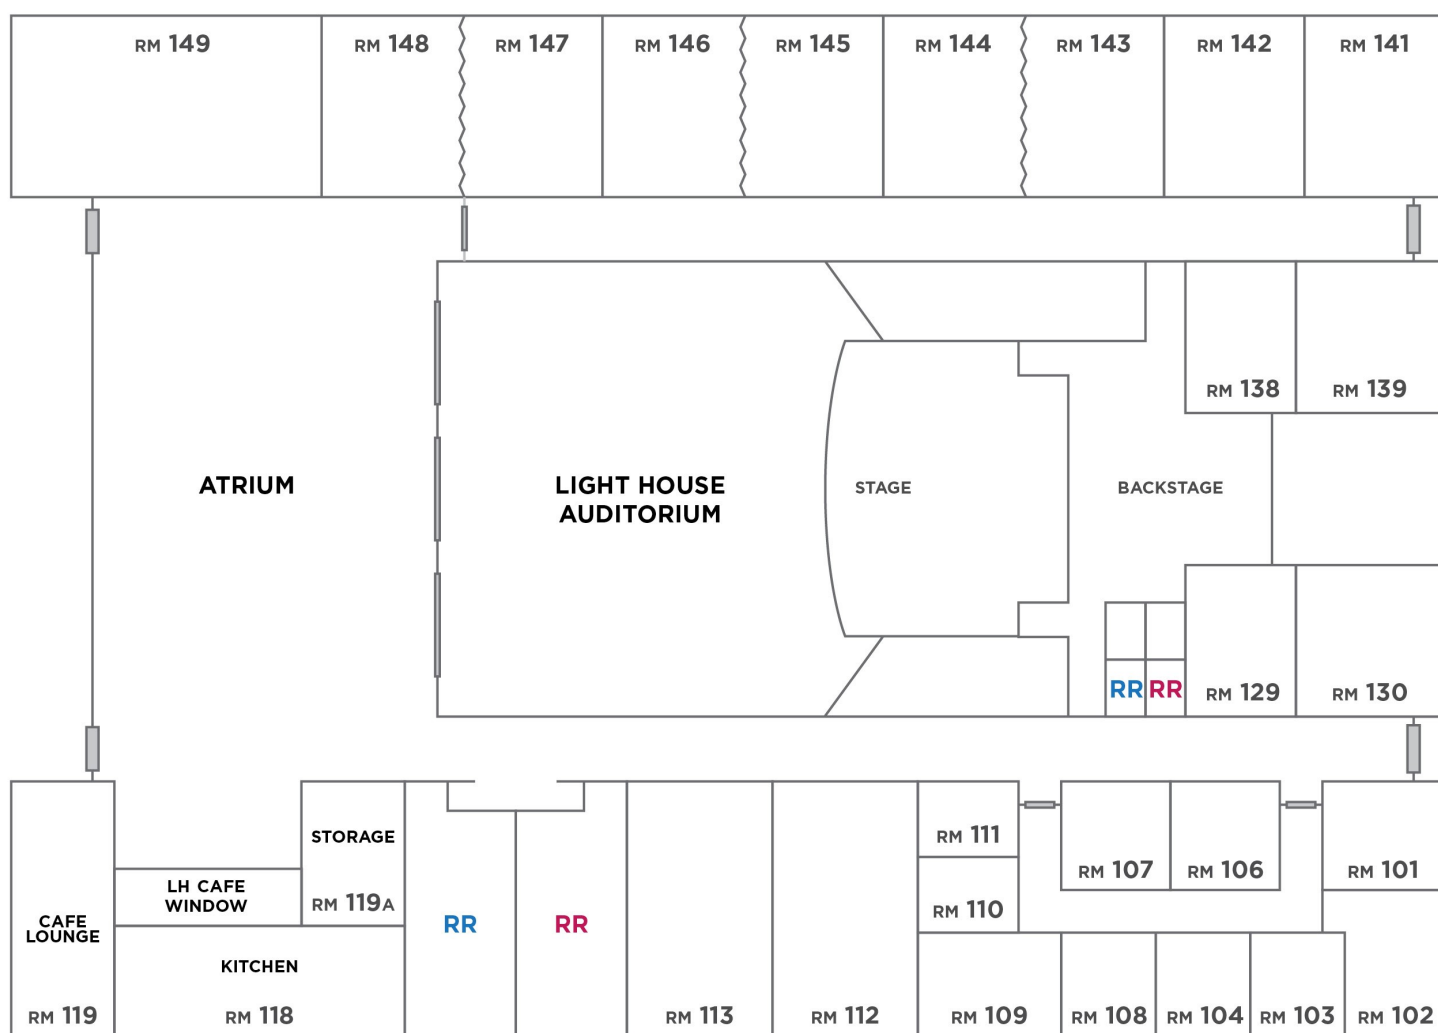 RM 149
RM 148
RM 147
RM 146
RM 145
RM 144
RM 143
RM 142
RM 141
RM 138
RM 139
ATRIUM
LIGHT HOUSE
AUDITORIUM
STAGE
BACKSTAGE
RR
RR
RM 129
RM 130
STORAGE
RM 119A
LH CAFE
WINDOW
CAFE
LOUNGE
RM 119
KITCHEN
RM 118
RR
RR
RM 113
RM 112
RM 111
RM 110
RM 109
RM 107
RM 106
RM 101
RM 108
RM 104
RM 103
RM 102